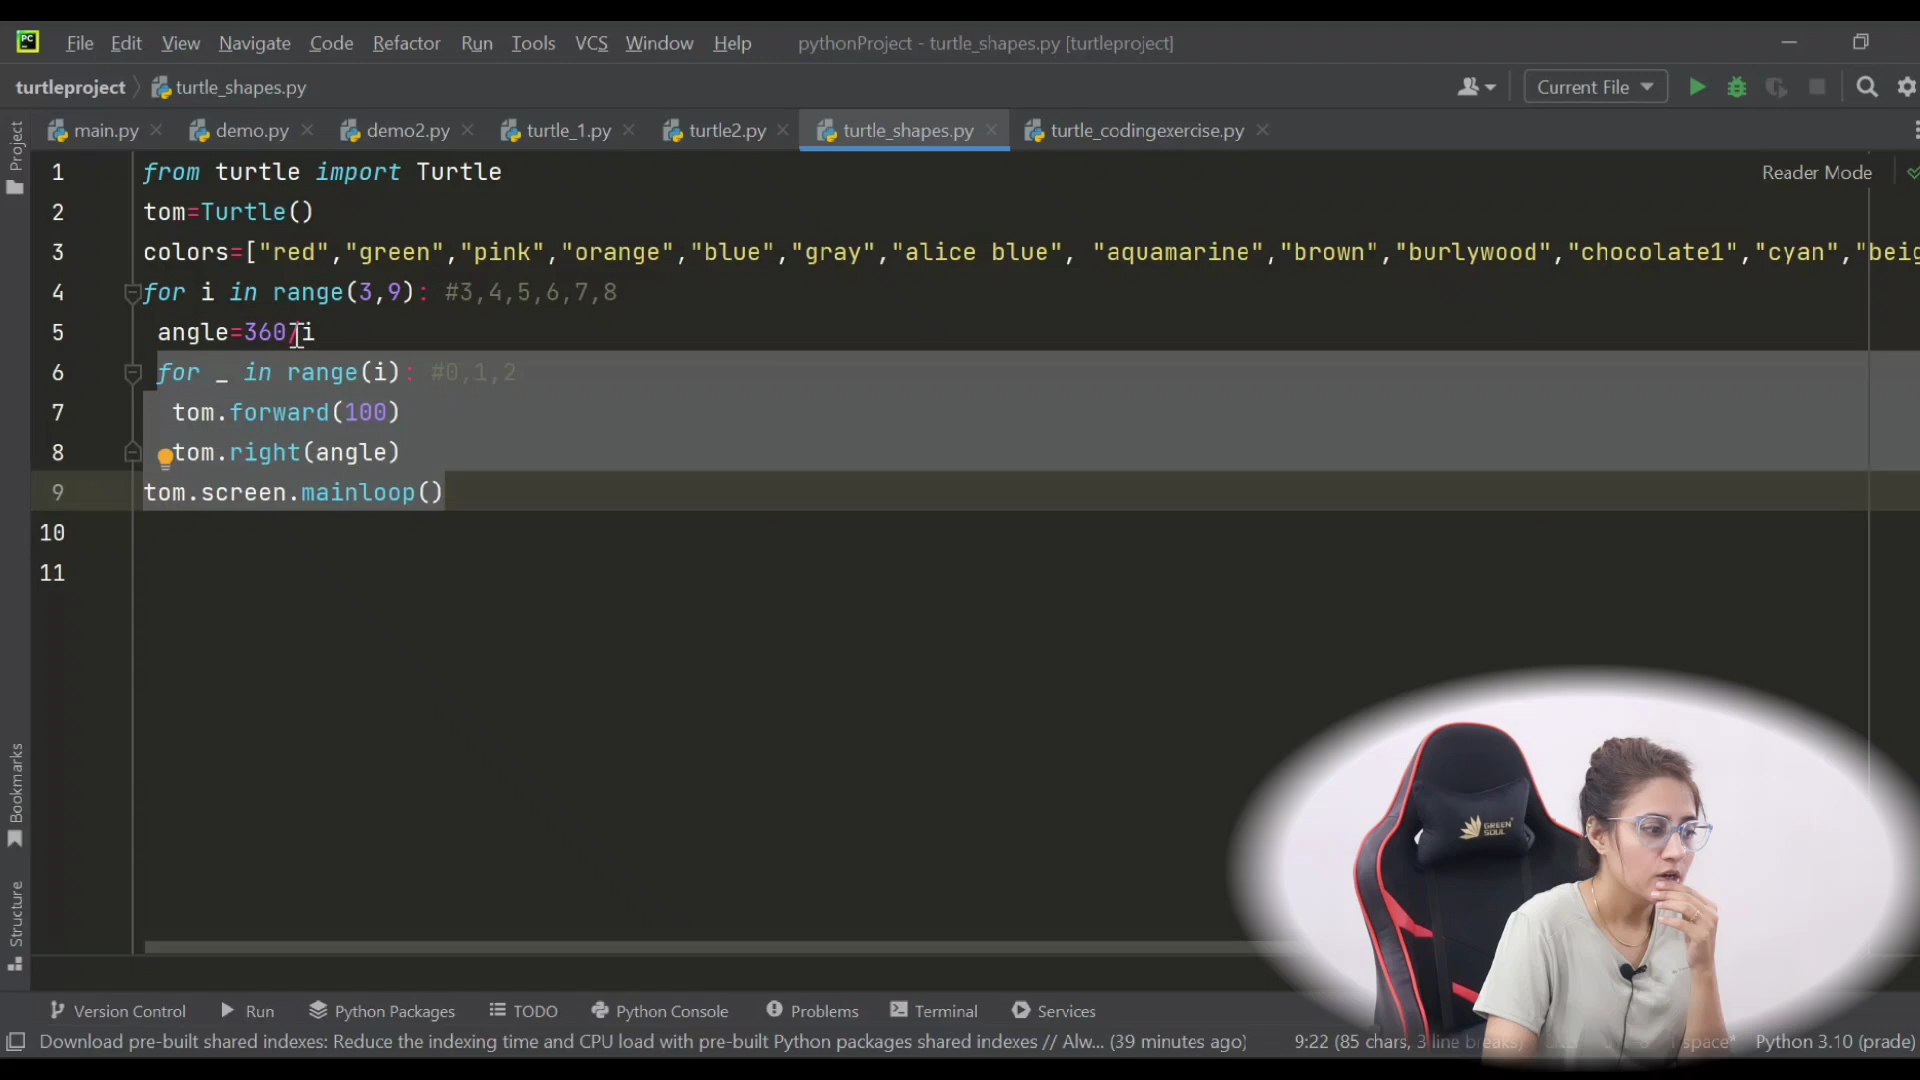 PC File Edit View Navigate Code Refactor Run Tools VCS Window Help pythonProject - turtle_shapes.py [turtleproject]
turtleproject turtle_shapes.py Current File
main.py demo.py demo2.py turtle_1.py turtle2.py turtle_shapes.py turtle_codingexercise.py
Project
Reader Mode
1 from turtle import Turtle
2 tom=Turtle()
3 colors=["red","green","pink","orange","blue","gray","alice blue", "aquamarine","brown","burlywood","chocolate1","cyan","beig
4 for i in range(3,9): #3,4,5,6,7,8
5 angle=360/i
6 for _ in range(i): #0,1,2
7 tom.forward(100)
8 tom.right(angle)
9 tom.screen.mainloop()
10
11
Bookmarks
Structure
GREEN
SOUL
Version Control Run Python Packages TODO Python Console Problems Terminal Services
Download pre-built shared indexes: Reduce the indexing time and CPU load with pre-built Python packages shared indexes // Alw... (39 minutes ago) 9:22 (85 chars, 3 line breaks) space* Python 3.10 (prade)